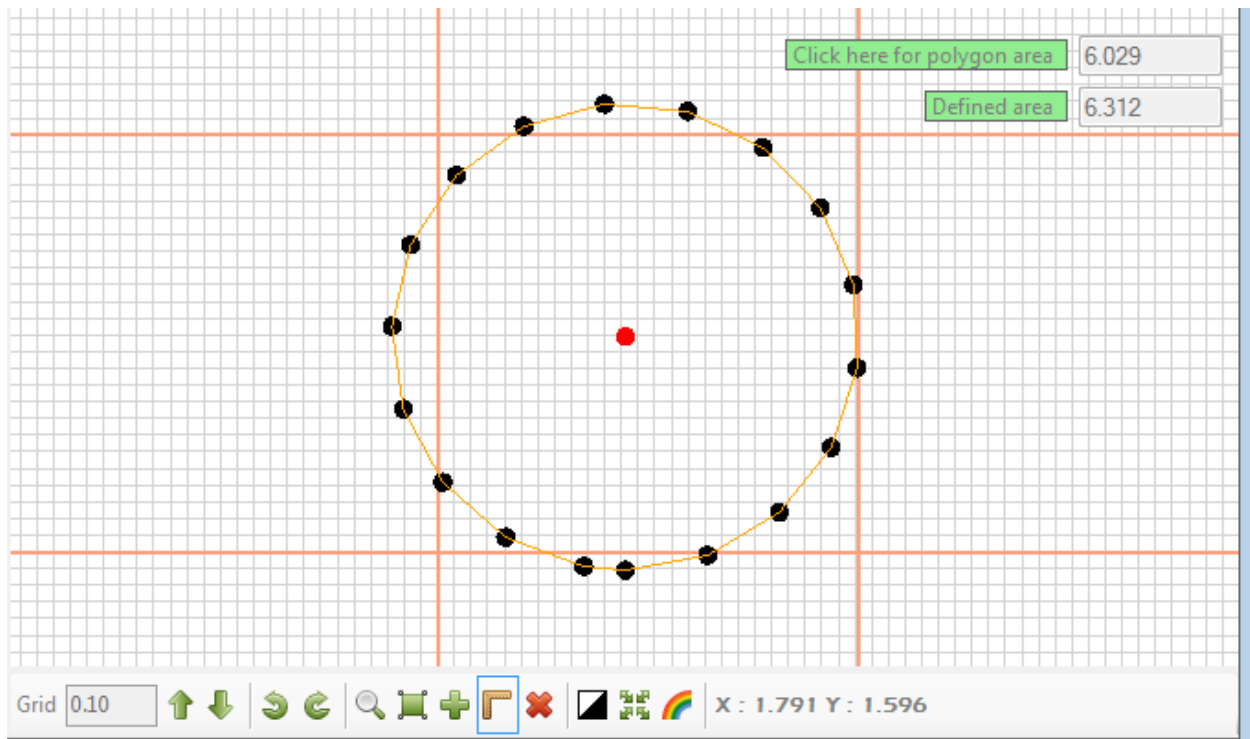 Click here for polygon area 6.029
Defined area 6.312
Grid 0.10 X : 1.791 Y : 1.596